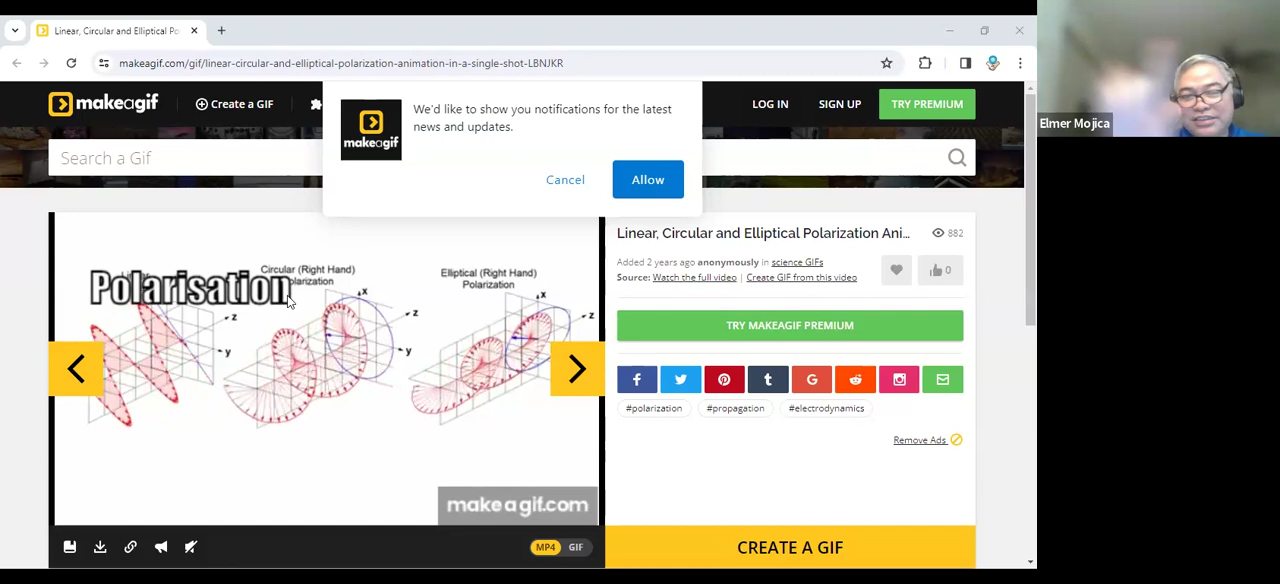 Linear, Circular and Elliptical Po
makeagif.com/gif/linear-circular-and-elliptical-polarization-animation-in-a-single-shot-LBNJKR
makeagif
Create a GIF
LOG IN
SIGN UP
TRY PREMIUM
We'd like to show you notifications for the latest
news and updates.
makeagif
Cancel
Allow
Search a Gif
Elmer Mojica
Polarisation
Circular (Right Hand)
larization
Elliptical (Right Hand)
Polarization
z
y
x
z
y
x
z
makeagif.com
MP4
GIF
Linear, Circular and Elliptical Polarization Ani...
882
Added 2 years ago anonymously in science GIFs
Source: Watch the full video | Create GIF from this video
0
TRY MAKEAGIF PREMIUM
#polarization
#propagation
#electrodynamics
Remove Ads
CREATE A GIF